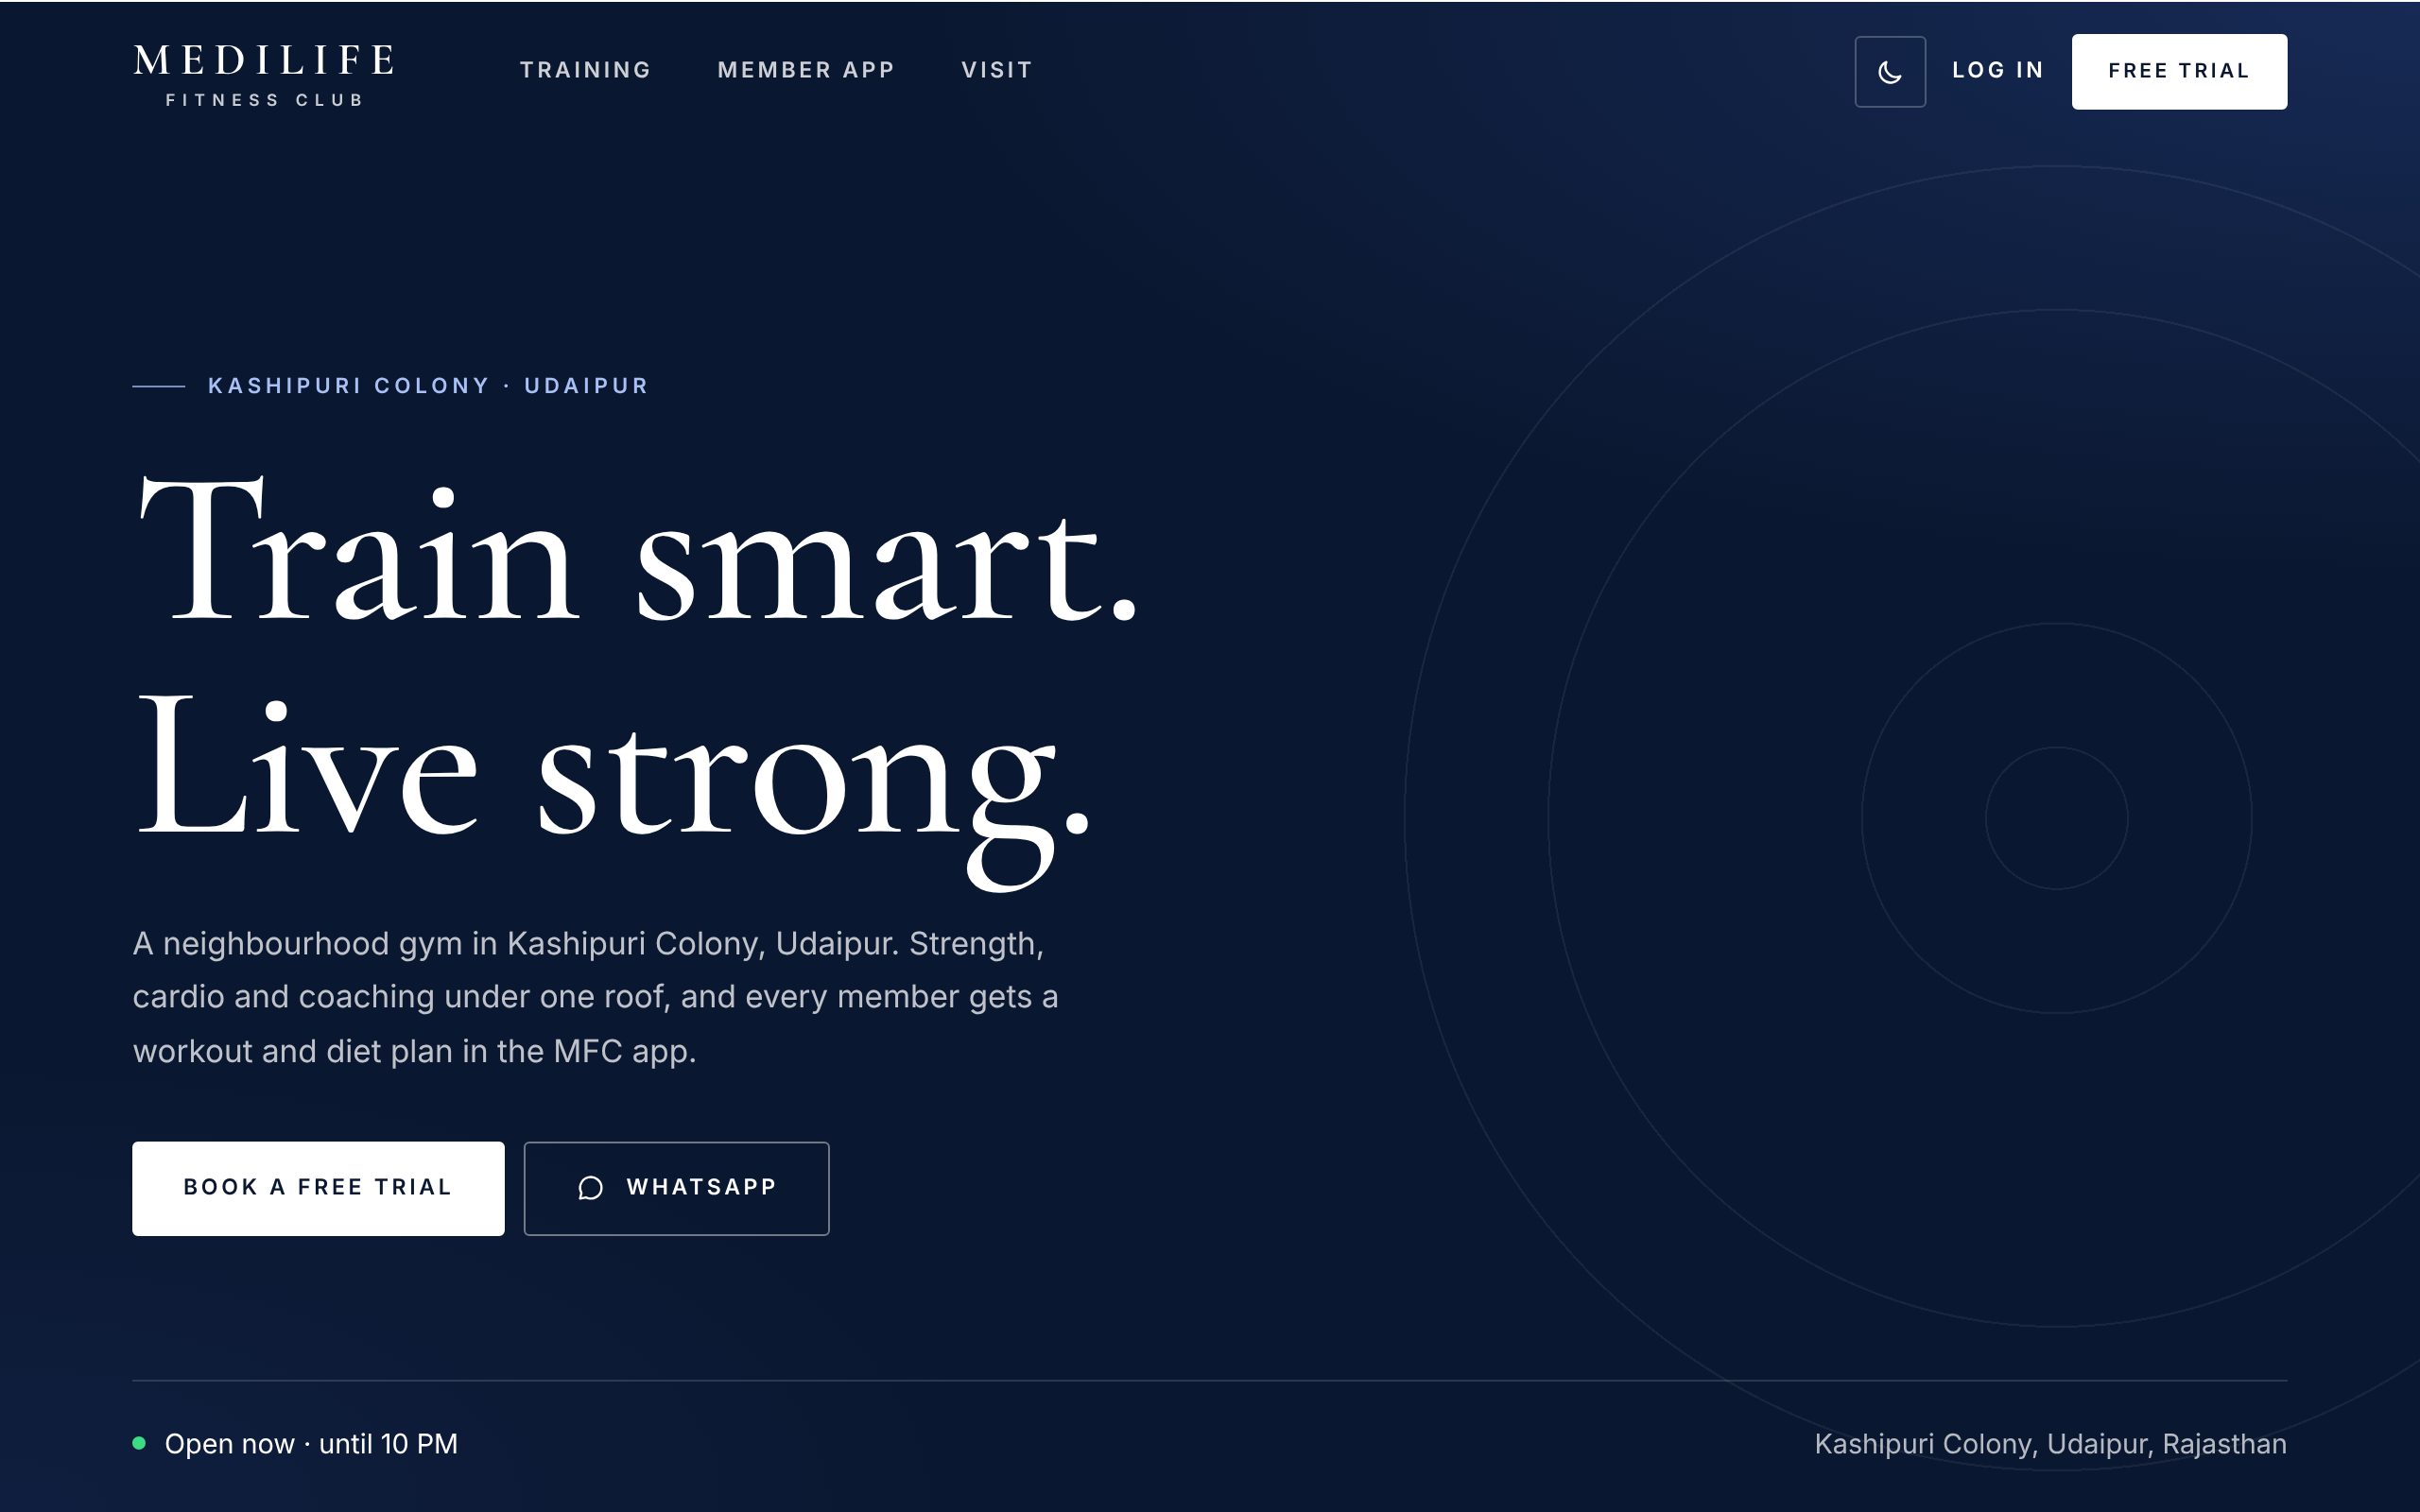 MEDILIFE
FITNESS CLUB
TRAINING
MEMBER APP
VISIT
LOG IN
FREE TRIAL
KASHIPURI COLONY · UDAIPUR
Train smart.
Live strong.
A neighbourhood gym in Kashipuri Colony, Udaipur. Strength,
cardio and coaching under one roof, and every member gets a
workout and diet plan in the MFC app.
BOOK A FREE TRIAL
WHATSAPP
Open now · until 10 PM
Kashipuri Colony, Udaipur, Rajasthan